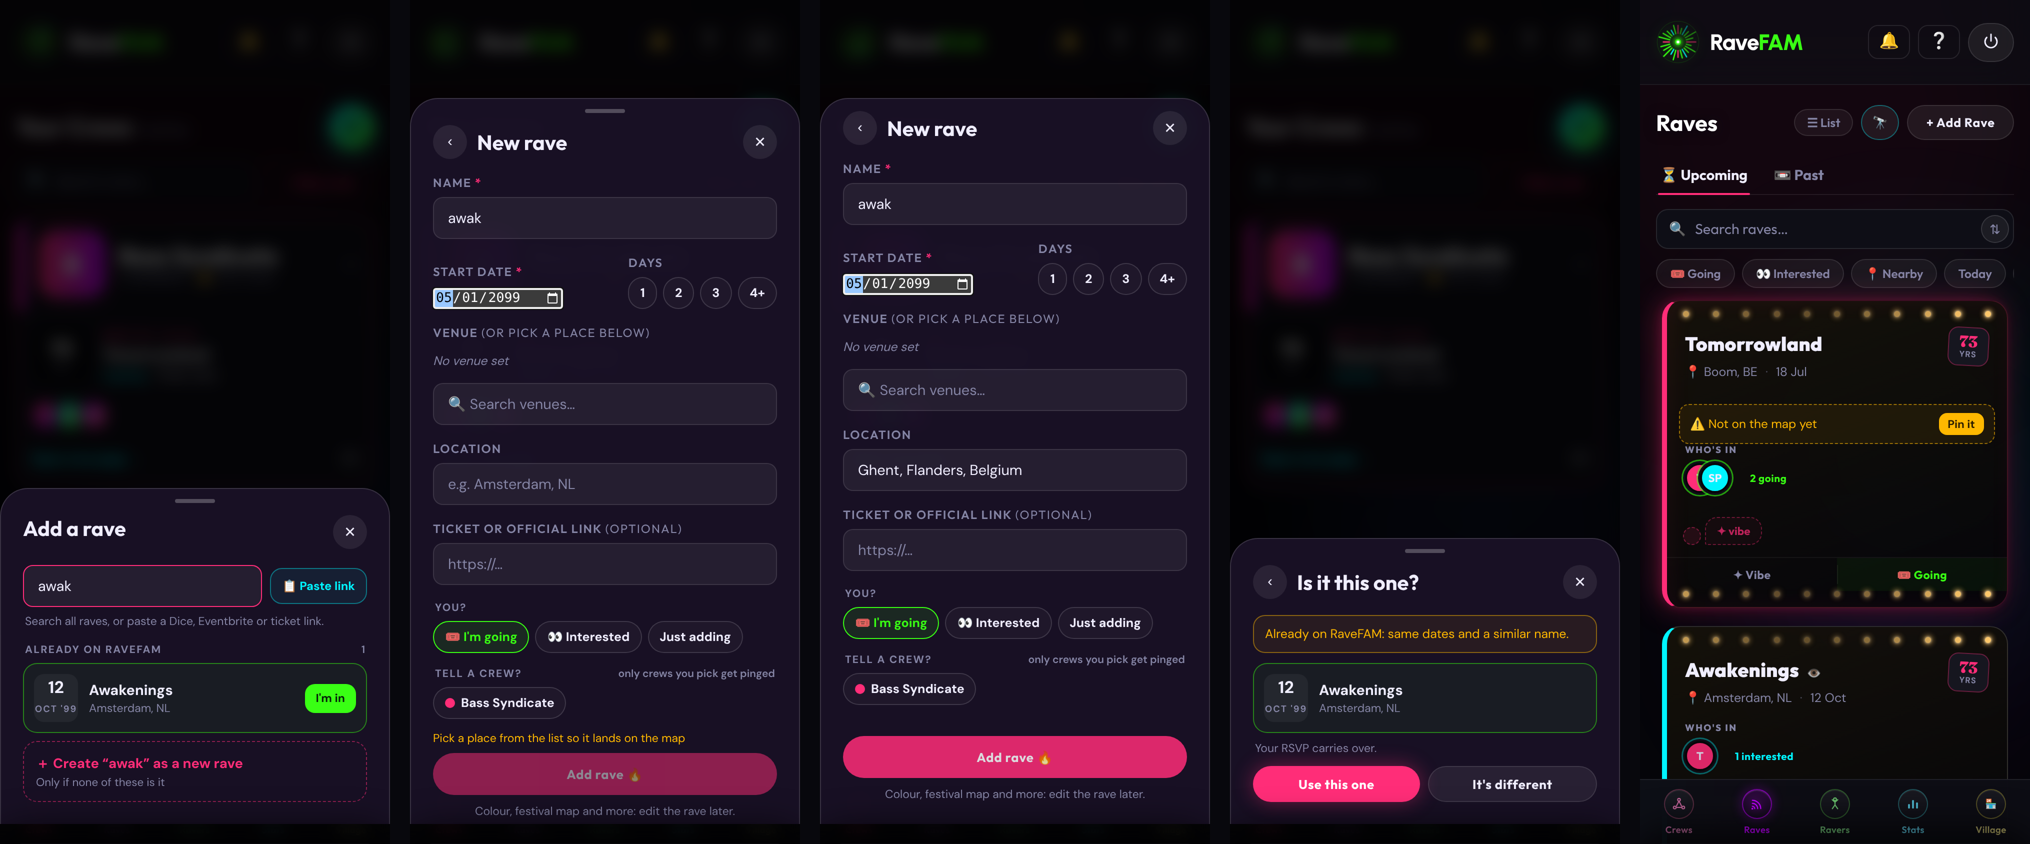 Add a rave
✕
awak
📋 Paste link
Search all raves, or paste a Dice, Eventbrite or ticket link.
ALREADY ON RAVEFAM 1
12
OCT '99
Awakenings
Amsterdam, NL
I'm in
+ Create “awak” as a new rave
Only if none of these is it
‹ New rave ✕
NAME *
awak
START DATE * DAYS
05/01/2099 1 2 3 4+
VENUE (OR PICK A PLACE BELOW)
No venue set
🔍 Search venues...
LOCATION
e.g. Amsterdam, NL
TICKET OR OFFICIAL LINK (OPTIONAL)
https://...
YOU?
🎟️ I'm going 👀 Interested Just adding
TELL A CREW? only crews you pick get pinged
Bass Syndicate
Pick a place from the list so it lands on the map
Add rave 🔥
Colour, festival map and more: edit the rave later.
‹ New rave ✕
NAME *
awak
START DATE * DAYS
05/01/2099 1 2 3 4+
VENUE (OR PICK A PLACE BELOW)
No venue set
🔍 Search venues...
LOCATION
Ghent, Flanders, Belgium
TICKET OR OFFICIAL LINK (OPTIONAL)
https://...
YOU?
🎟️ I'm going 👀 Interested Just adding
TELL A CREW? only crews you pick get pinged
Bass Syndicate
Add rave 🔥
Colour, festival map and more: edit the rave later.
‹ Is it this one? ✕
Already on RaveFAM: same dates and a similar name.
12
OCT '99
Awakenings
Amsterdam, NL
Your RSVP carries over.
Use this one It's different
RaveFAM 🔔 ?
Raves ☰ List 🔭 + Add Rave
⏳ Upcoming 📼 Past
🔍 Search raves... ⇅
🎟️ Going 👀 Interested 📍 Nearby Today
Tomorrowland 73
YRS
📍 Boom, BE · 18 Jul
⚠️ Not on the map yet Pin it
WHO'S IN
SP 2 going
+ vibe
+ Vibe 🎟️ Going
Awakenings 73
YRS
📍 Amsterdam, NL · 12 Oct
WHO'S IN
T 1 interested
Crews Raves Ravers Stats Village